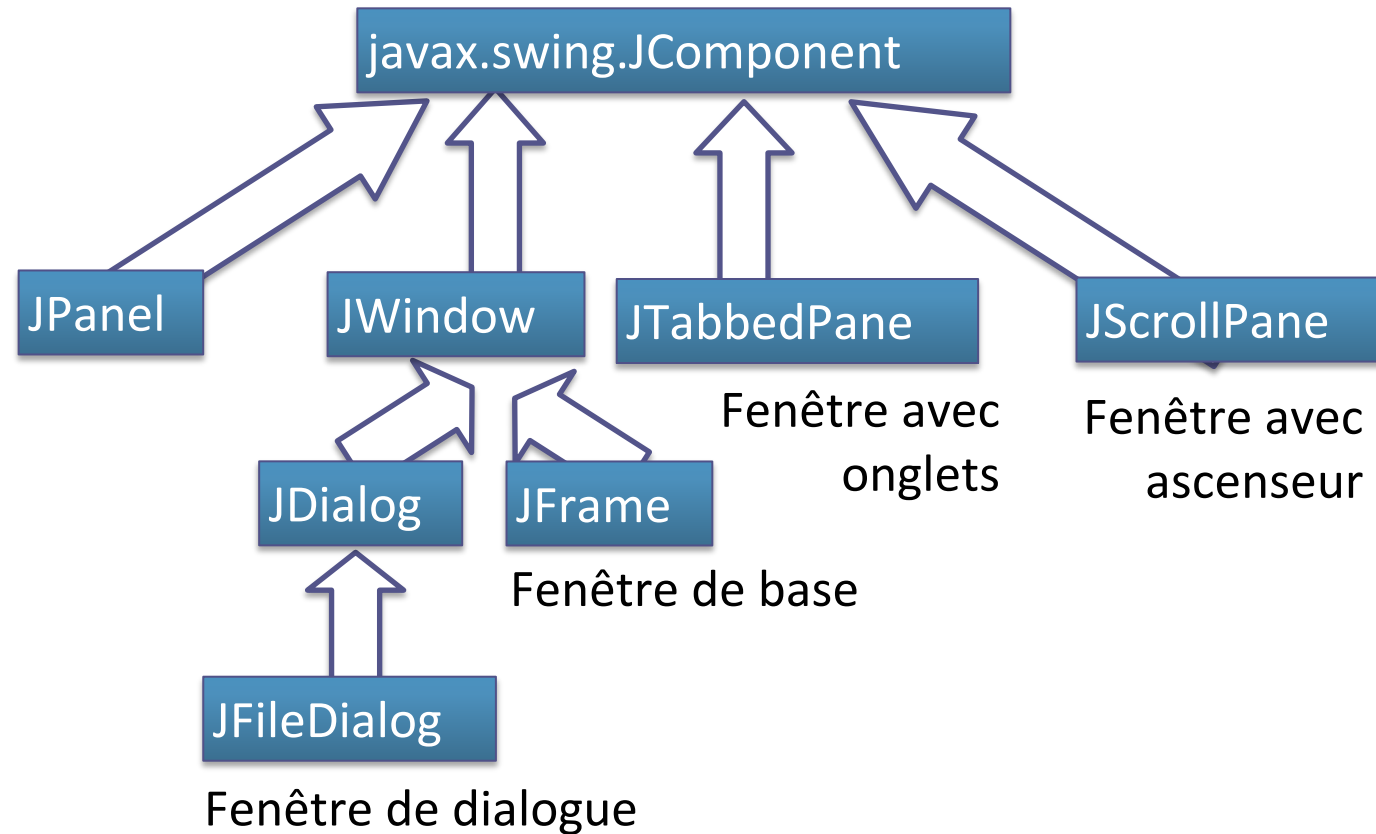 javax.swing.JComponent
JPanel
JWindow
JTabbedPane
JScrollPane
Fenêtre avec
onglets
Fenêtre avec
ascenseur
JDialog
JFrame
Fenêtre de base
JFileDialog
Fenêtre de dialogue